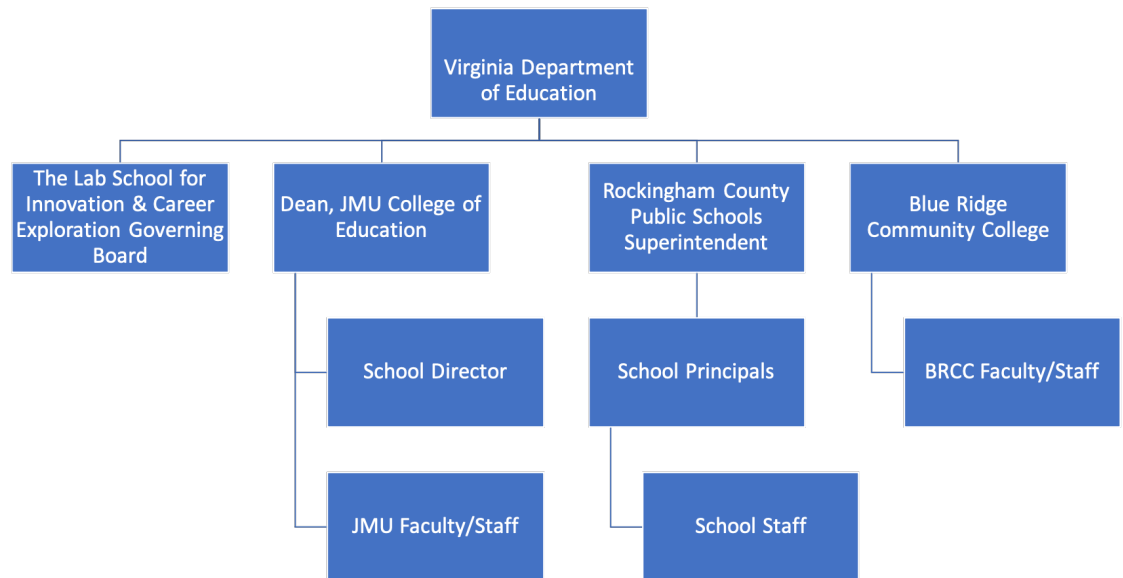 Virginia Department
of Education
The Lab School for
Innovation & Career
Exploration Governing
Board
Dean, JMU College of
Education
Rockingham County
Public Schools
Superintendent
Blue Ridge
Community College
School Director
School Principals
BRCC Faculty/Staff
JMU Faculty/Staff
School Staff